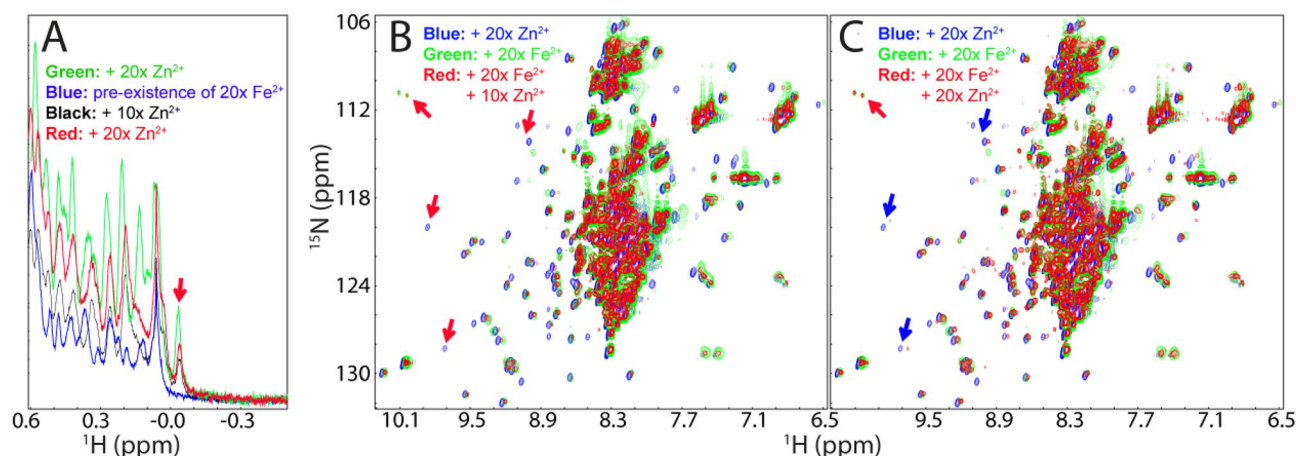 A
Green: + 20x Zn²⁺
Blue: pre-existence of 20x Fe²⁺
Black: + 10x Zn²⁺
Red: + 20x Zn²⁺
0.6 0.3 -0.0 -0.3
¹H (ppm)
B
Blue: + 20x Zn²⁺
Green: + 20x Fe²⁺
Red: + 20x Fe²⁺
+ 10x Zn²⁺
106
112
118
124
130
¹⁵N (ppm)
10.1 9.5 8.9 8.3 7.7 7.1 6.5
C
Blue: + 20x Zn²⁺
Green: + 20x Fe²⁺
Red: + 20x Fe²⁺
+ 20x Zn²⁺
9.5 8.9 8.3 7.7 7.1 6.5
¹H (ppm)